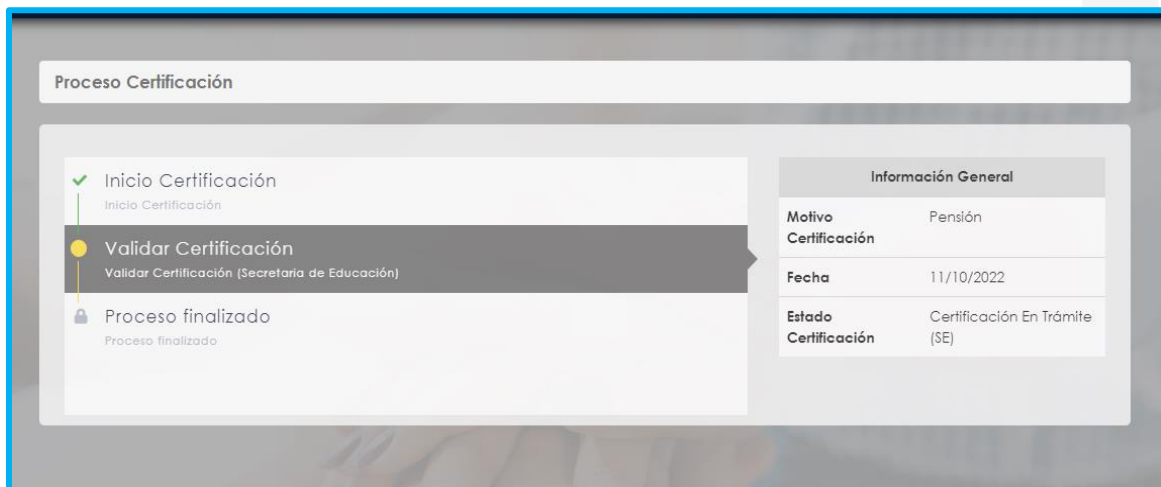 Proceso Certificación
Inicio Certificación
Inicio Certificación
Validar Certificación
Validar Certificación (Secretaria de Educación)
Proceso finalizado
Proceso finalizado
Información General
Motivo Certificación
Pensión
Fecha
11/10/2022
Estado Certificación
Certificación En Trámite (SE)